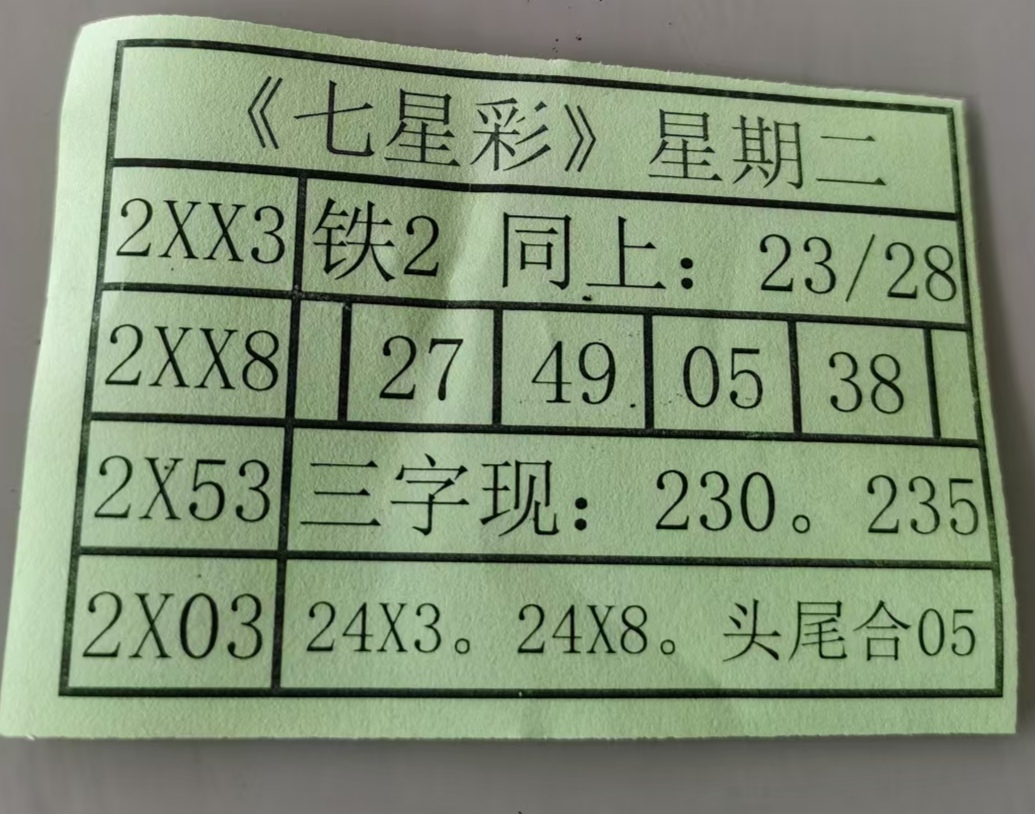 《七星彩》星期二
2XX3 铁2 同上：23/28
2XX8 27 49 05 38
2X53 三字现：230。235
2X03 24X3。24X8。头尾合05